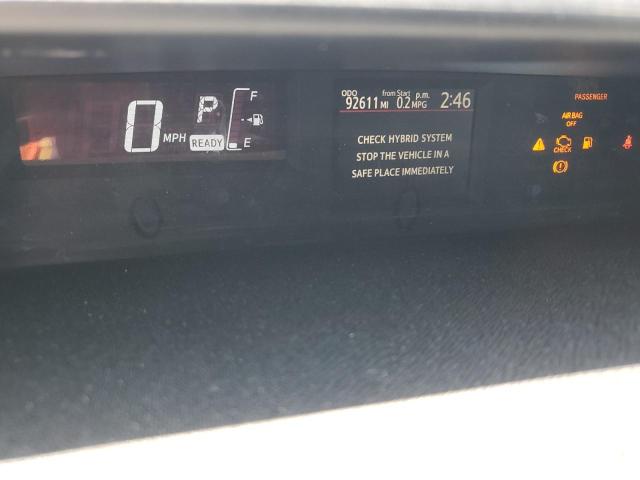 0 MPH
P
READY
F
E
ODO from Start p.m.
92611 MI 0.2 MPG 2:46
CHECK HYBRID SYSTEM
STOP THE VEHICLE IN A
SAFE PLACE IMMEDIATELY
PASSENGER
AIR BAG
OFF
CHECK